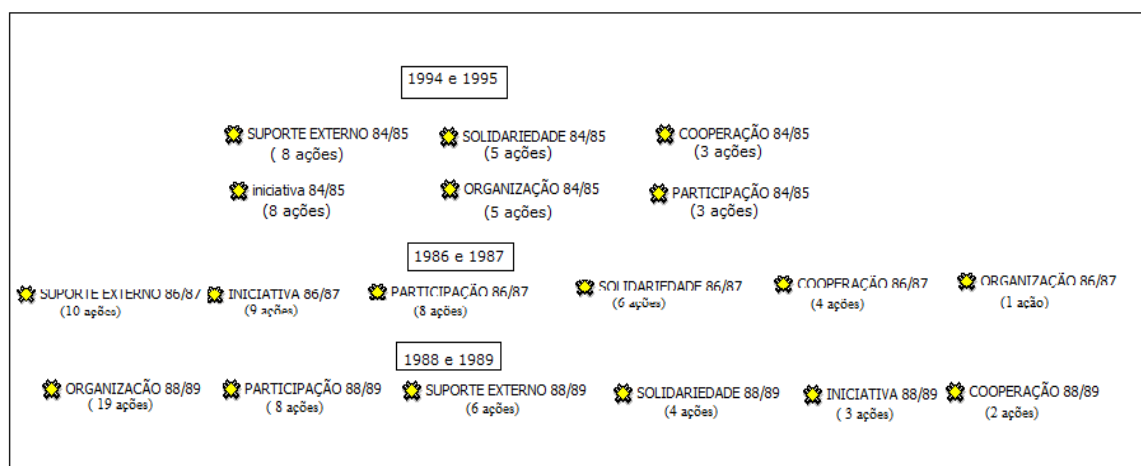 1994 e 1995
SUPORTE EXTERNO 84/85 SOLIDARIEDADE 84/85 COOPERAÇÃO 84/85
( 8 ações) (5 ações) (3 ações)
iniciativa 84/85 ORGANIZAÇÃO 84/85 PARTICIPAÇÃO 84/85
(8 ações) (5 ações) (3 ações)
1986 e 1987
SUPORTE EXTERNO 86/87 INICIATIVA 86/87 PARTICIPAÇÃO 86/87 SOLIDARIEDADE 86/87 COOPERAÇÃO 86/87 ORGANIZAÇÃO 86/87
(10 ações) (9 ações) (8 ações) (6 ações) (4 ações) (1 ação)
1988 e 1989
ORGANIZAÇÃO 88/89 PARTICIPAÇÃO 88/89 SUPORTE EXTERNO 88/89 SOLIDARIEDADE 88/89 INICIATIVA 88/89 COOPERAÇÃO 88/89
( 19 ações) ( 8 ações) (6 ações) (4 ações) ( 3 ações) (2 ações)